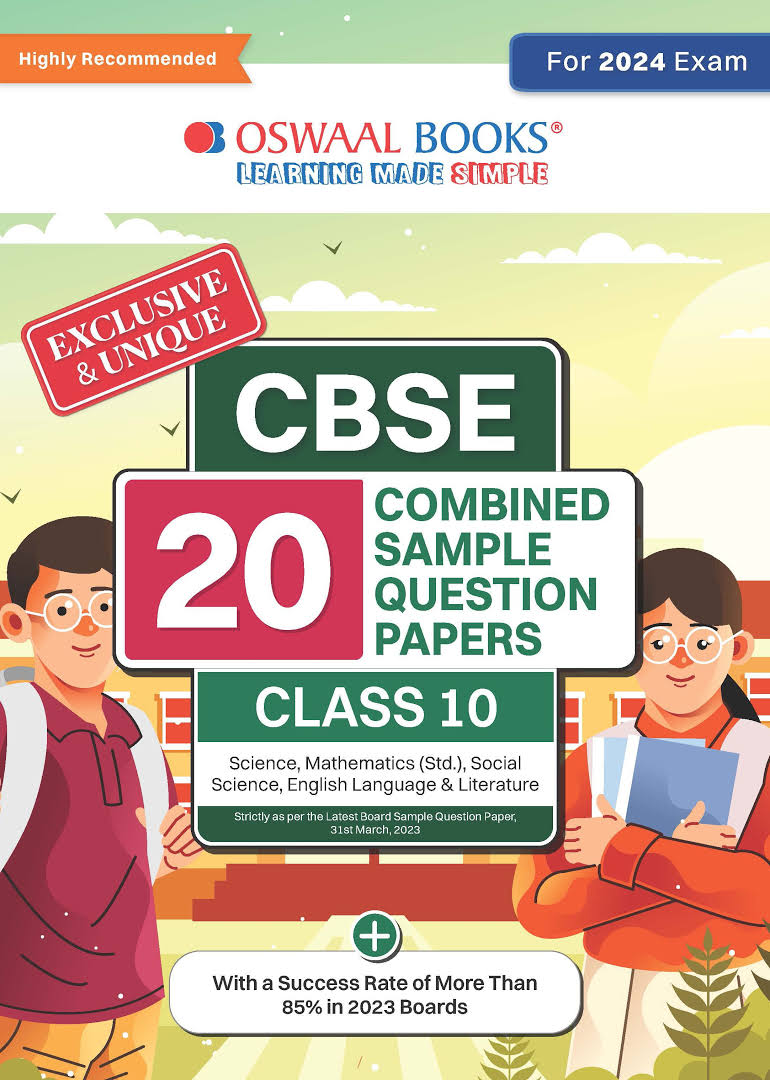 Highly Recommended
For 2024 Exam
OSWAAL BOOKS®
LEARNING MADE SIMPLE
EXCLUSIVE
& UNIQUE
CBSE
20
COMBINED
SAMPLE
QUESTION
PAPERS
CLASS 10
Science, Mathematics (Std.), Social
Science, English Language & Literature
Strictly as per the Latest Board Sample Question Paper,
31st March, 2023
+
With a Success Rate of More Than
85% in 2023 Boards